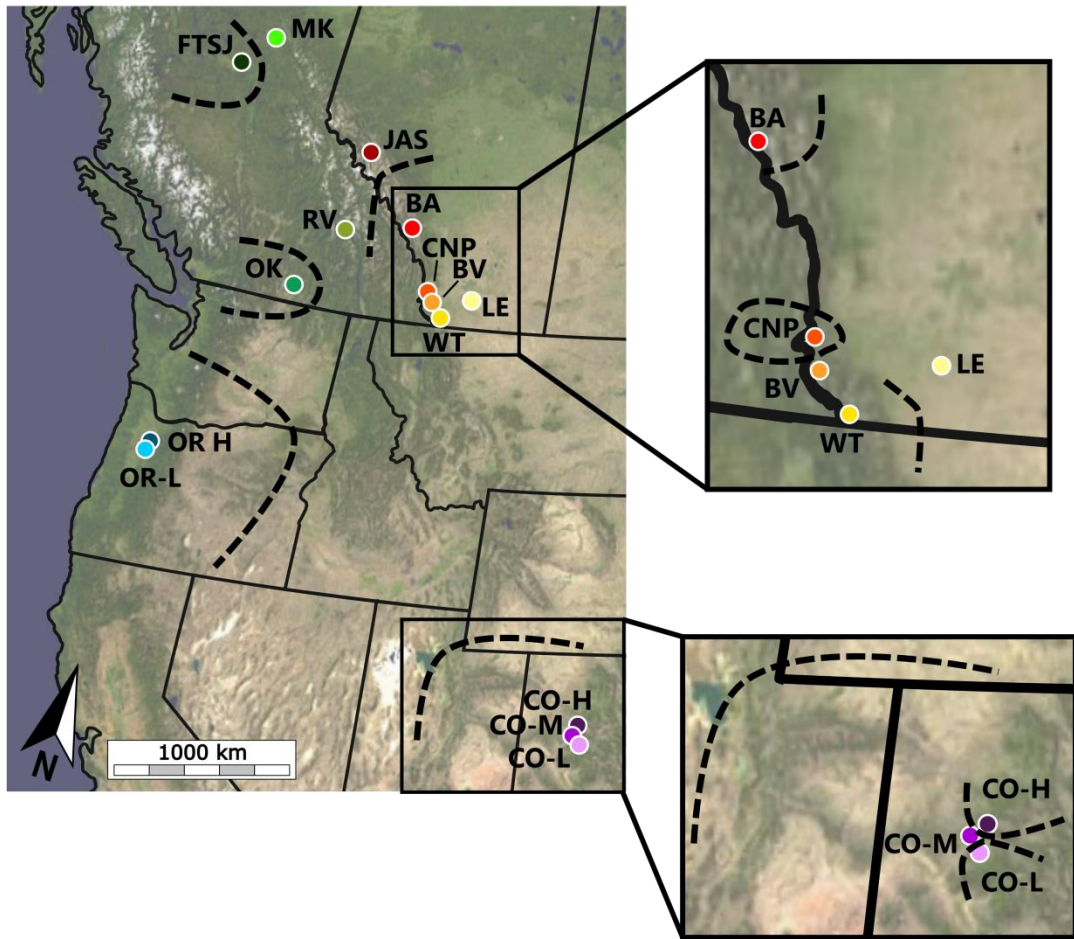 MK
FTSJ
JAS
RV
BA
CNP
BV
OK
LE
WT
OR H
OR-L
CO-H
CO-M
CO-L
1000 km
N
BA
CNP
LE
BV
WT
CO-H
CO-M
CO-L